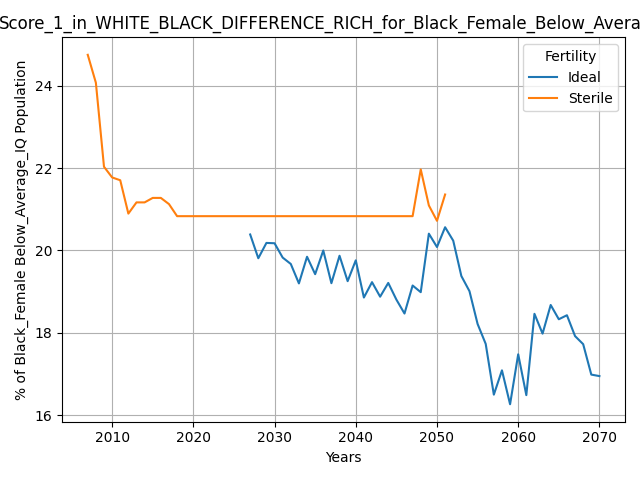 Score_1_in_WHITE_BLACK_DIFFERENCE_RICH_for_Black_Female_Below_Avera
% of Black_Female Below_Average_IQ Population
24
22
20
18
16
Fertility
Ideal
Sterile
2010 2020 2030 2040 2050 2060 2070
Years